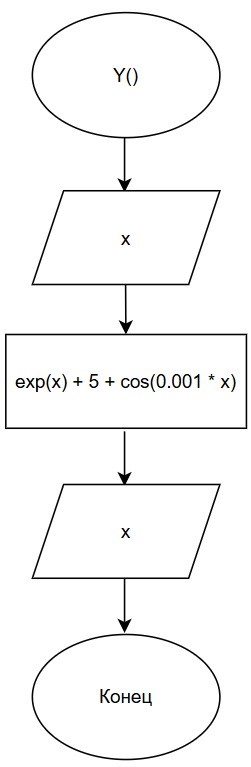 Y()
x
exp(x) + 5 + cos(0.001 * x)
x
Конец